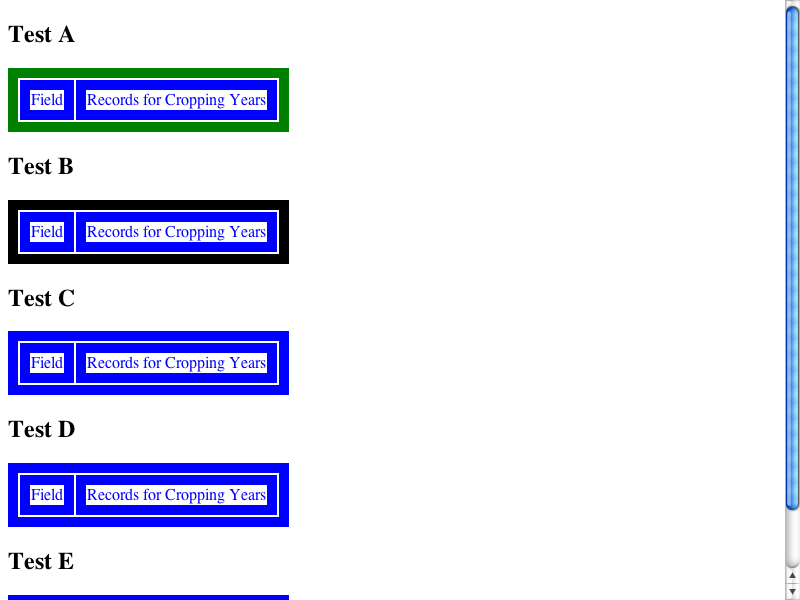 Test A
Field Records for Cropping Years
Test B
Field Records for Cropping Years
Test C
Field Records for Cropping Years
Test D
Field Records for Cropping Years
Test E